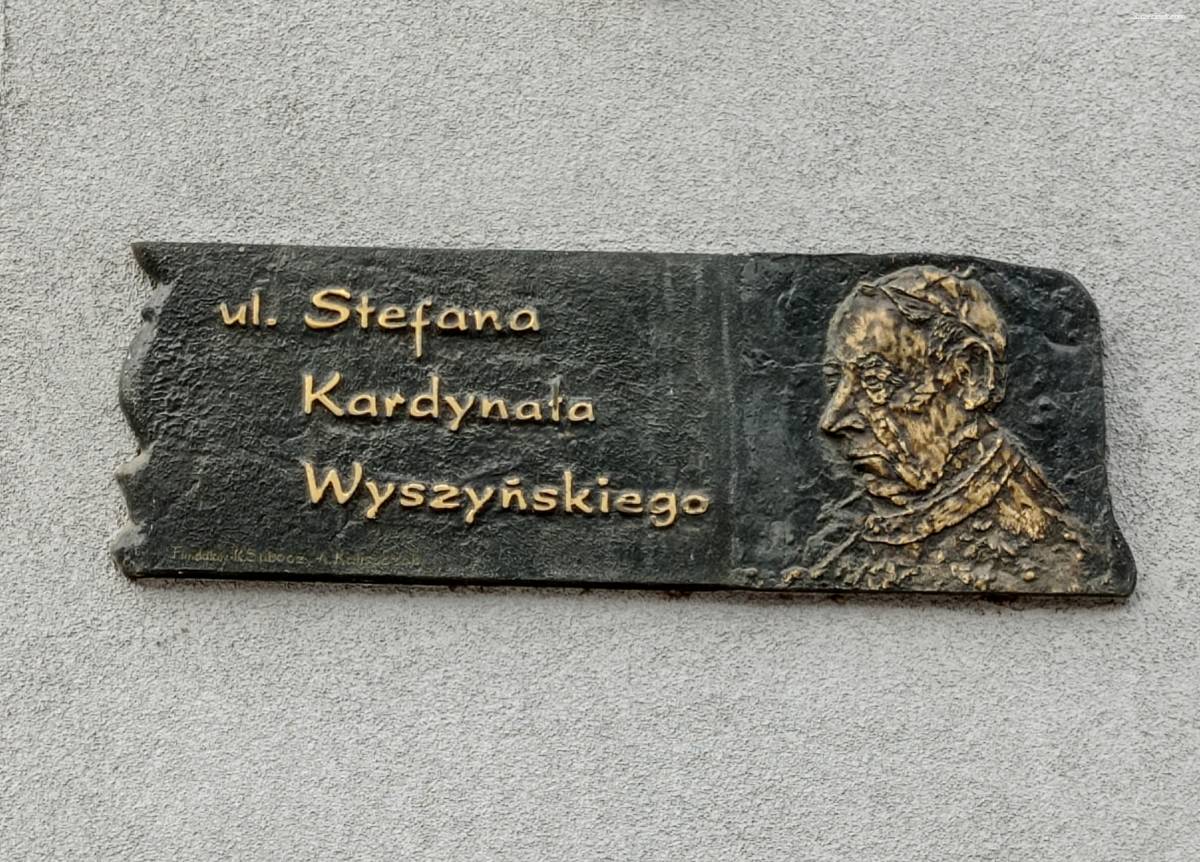 ul. Stefana
Kardynała
Wyszyńskiego